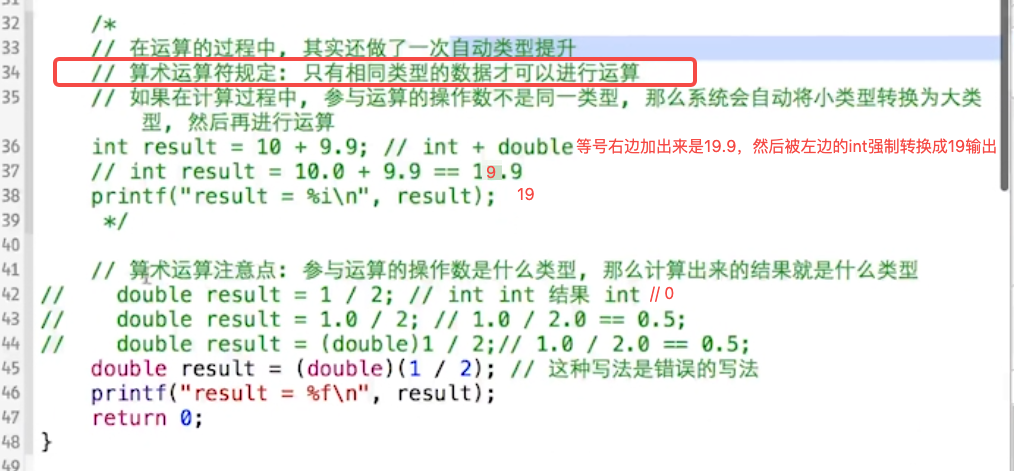 31
32 /*
33 // 在运算的过程中, 其实还做了一次自动类型提升
34 // 算术运算符规定: 只有相同类型的数据才可以进行运算
35 // 如果在计算过程中, 参与运算的操作数不是同一类型, 那么系统会自动将小类型转换为大类
型, 然后再进行运算
36 int result = 10 + 9.9; // int + double等号右边加出来是19.9，然后被左边的int强制转换成19输出
37 // int result = 10.0 + 9.9 == 19.9
38 printf("result = %i\n", result); 19
39 */
40
41 // 算术运算注意点: 参与运算的操作数是什么类型, 那么计算出来的结果就是什么类型
42 // double result = 1 / 2; // int int 结果 int // 0
43 // double result = 1.0 / 2; // 1.0 / 2.0 == 0.5;
44 // double result = (double)1 / 2;// 1.0 / 2.0 == 0.5;
45 double result = (double)(1 / 2); // 这种写法是错误的写法
46 printf("result = %f\n", result);
47 return 0;
48 }
49